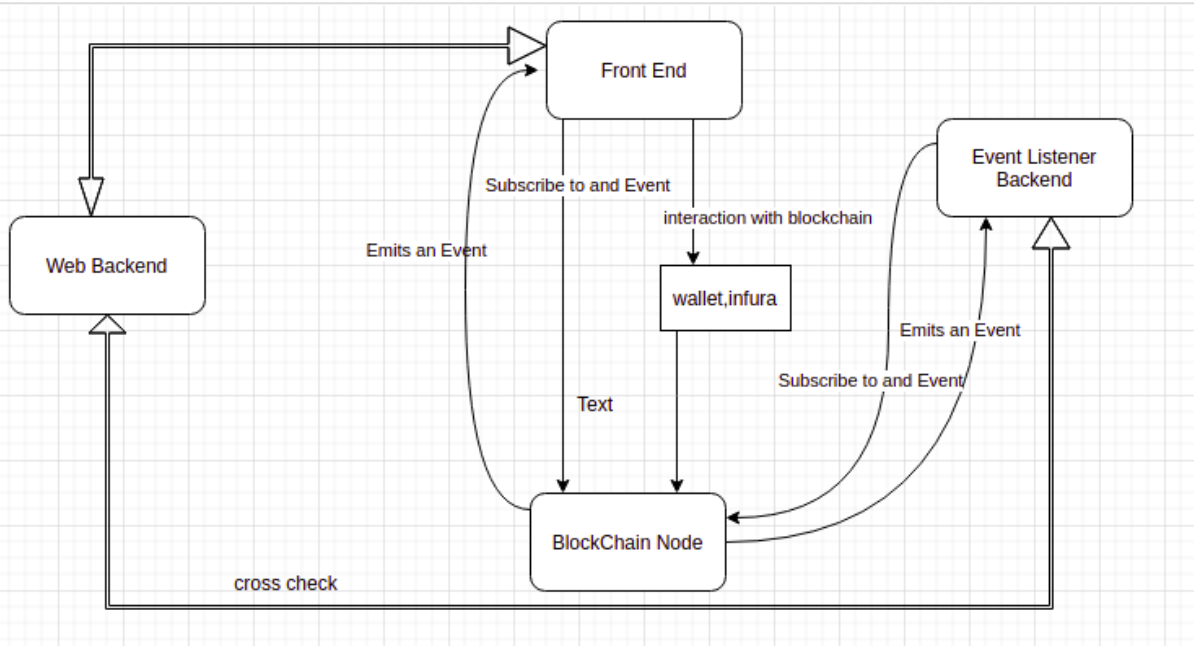 Front End
Event Listener
Backend
Subscribe to and Event
interaction with blockchain
Emits an Event
Web Backend
wallet,infura
Emits an Event
Subscribe to and Event
Text
BlockChain Node
cross check